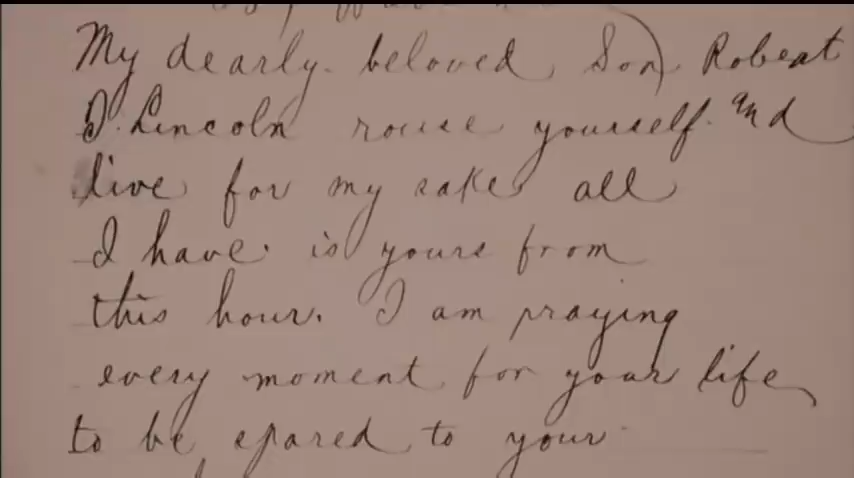 My dearly beloved Son Robert
T. Lincoln rouse yourself. and
live for my sake all
I have is yours from
this hour. I am praying
every moment for your life
to be spared to your